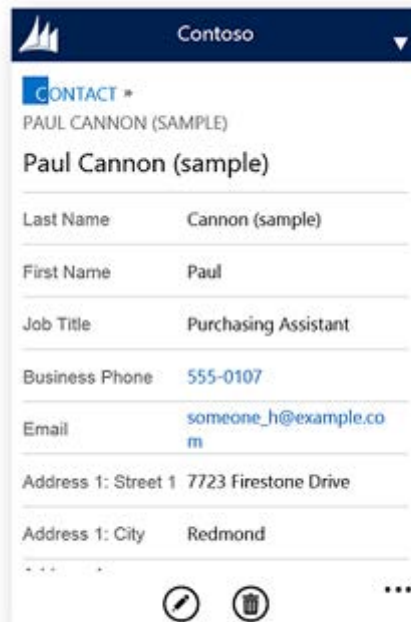 Contoso
CONTACT »
PAUL CANNON (SAMPLE)
Paul Cannon (sample)
Last Name Cannon (sample)
First Name Paul
Job Title Purchasing Assistant
Business Phone 555-0107
Email someone_h@example.co
m
Address 1: Street 1 7723 Firestone Drive
Address 1: City Redmond